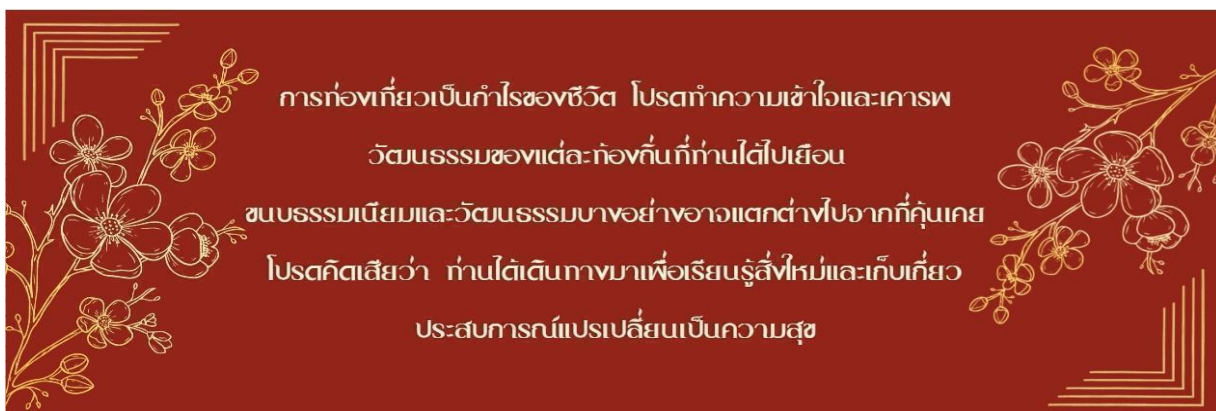 การท่องเที่ยวเป็นกำไรของชีวิต โปรดทำความเข้าใจและเคารพ
วัฒนธรรมของแต่ละท้องถิ่นที่ท่านได้ไปเยือน
ขนบธรรมเนียมและวัฒนธรรมบางอย่างอาจแตกต่างไปจากที่คุ้นเคย
โปรดคิดเสียว่า ท่านได้เดินทางมาเพื่อเรียนรู้สิ่งใหม่และเก็บเกี่ยว
ประสบการณ์แปรเปลี่ยนเป็นความสุข